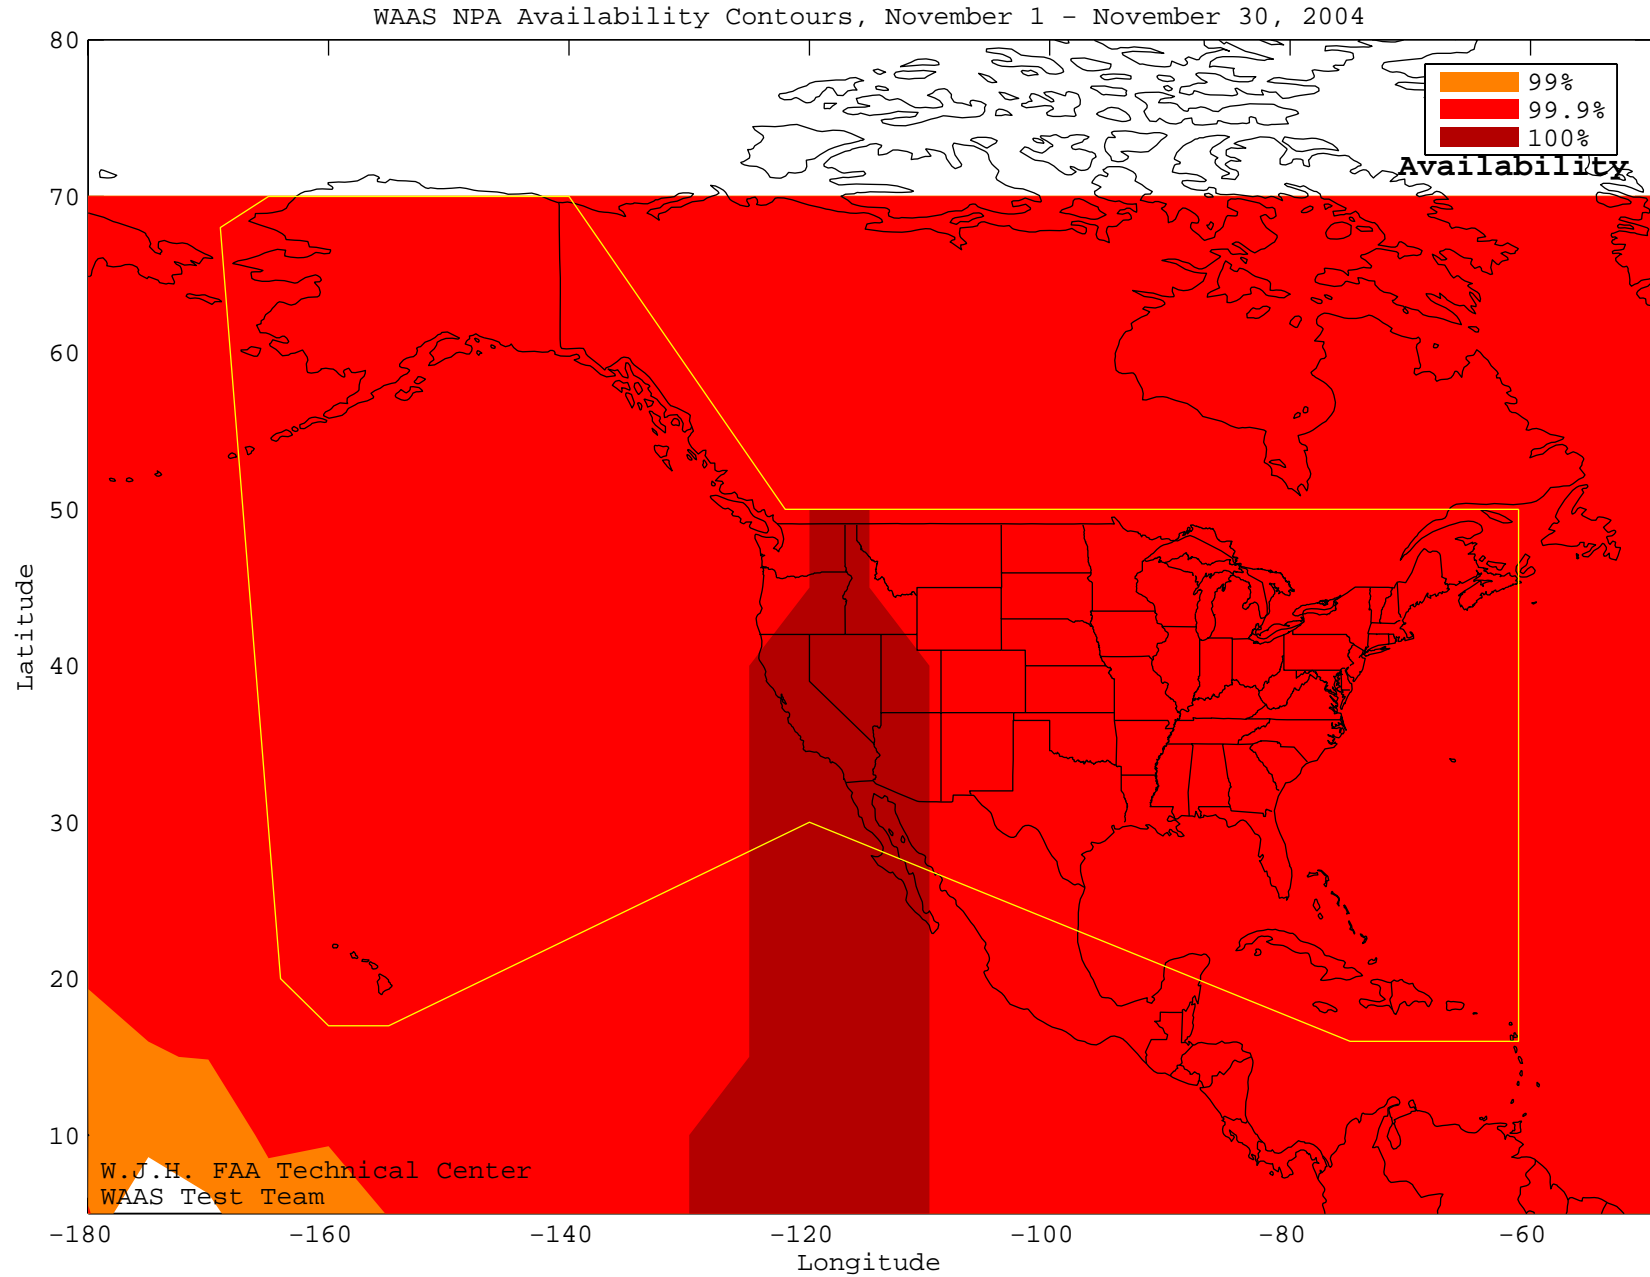 WAAS NPA Availability Contours, November 1 - November 30, 2004
80
70
60
50
40
30
20
10
Latitude
99%
99.9%
100%
Availability
W.J.H. FAA Technical Center
WAAS Test Team
-180 -160 -140 -120 -100 -80 -60
Longitude